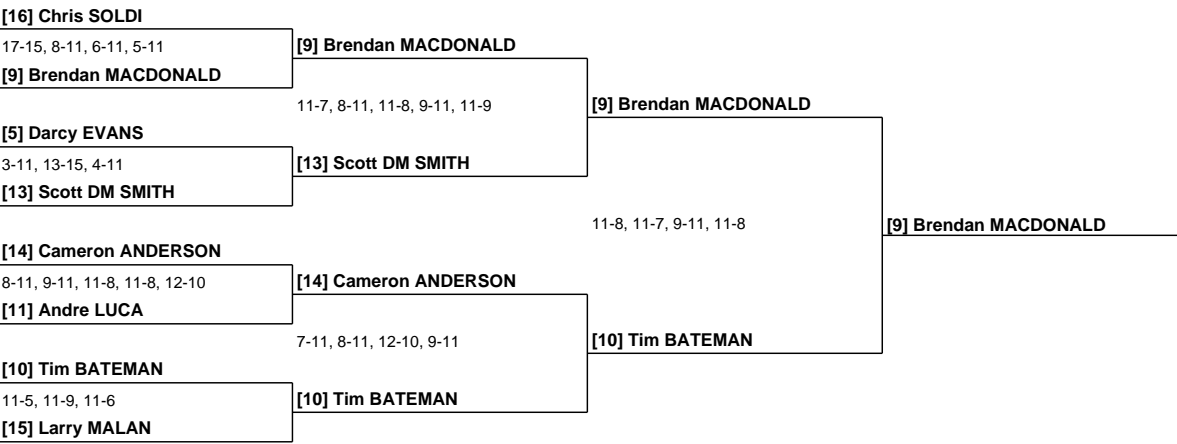 [16] Chris SOLDI
17-15, 8-11, 6-11, 5-11
[9] Brendan MACDONALD
[5] Darcy EVANS
3-11, 13-15, 4-11
[13] Scott DM SMITH
[14] Cameron ANDERSON
8-11, 9-11, 11-8, 11-8, 12-10
[11] Andre LUCA
[10] Tim BATEMAN
11-5, 11-9, 11-6
[15] Larry MALAN
[9] Brendan MACDONALD
11-7, 8-11, 11-8, 9-11, 11-9
[13] Scott DM SMITH
[14] Cameron ANDERSON
7-11, 8-11, 12-10, 9-11
[10] Tim BATEMAN
[9] Brendan MACDONALD
11-8, 11-7, 9-11, 11-8
[10] Tim BATEMAN
[9] Brendan MACDONALD